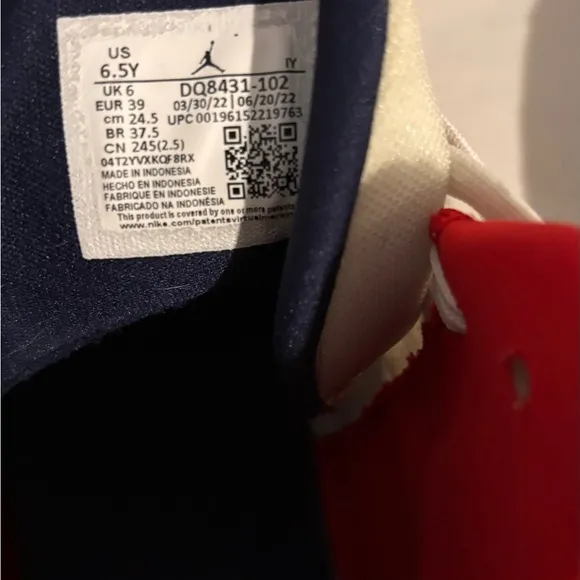 US
6.5Y
IY
UK 6
DQ8431-102
EUR 39
03/30/22 | 06/20/22
cm 24.5
UPC 00196152219763
BR 37.5
CN 245(2.5)
04T2YVXKQF8RX
MADE IN INDONESIA
HECHO EN INDONESIA
FABRIQUE EN INDONESIE
FABRICADO NA INDONÉSIA
This product is covered by one or more patents
www.nike.com/patents